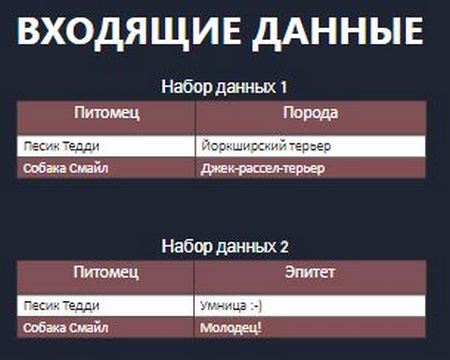 ВХОДЯЩИЕ ДАННЫЕ
Набор данных 1
Питомец Порода
Песик Тедди Йоркширский терьер
Собака Смайл Джек-рассел-терьер
Набор данных 2
Питомец Эпитет
Песик Тедди Умница :-)
Собака Смайл Молодец!